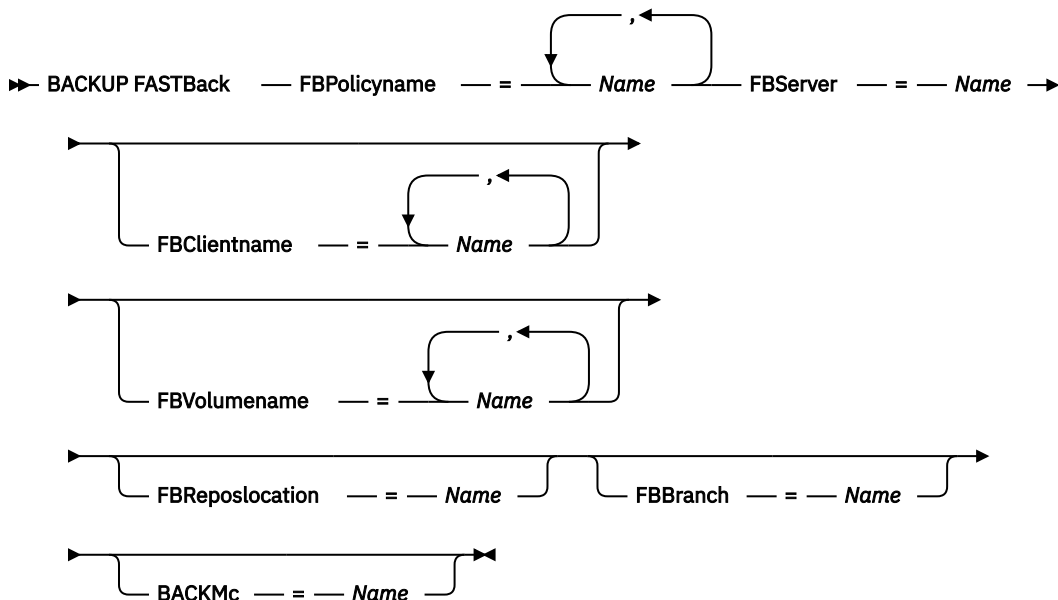 ,
BACKUP FASTBack FBPolicyname = Name FBServer = Name
,
FBClientname = Name
,
FBVolumename = Name
FBReposlocation = Name FBBranch = Name
BACKMc = Name